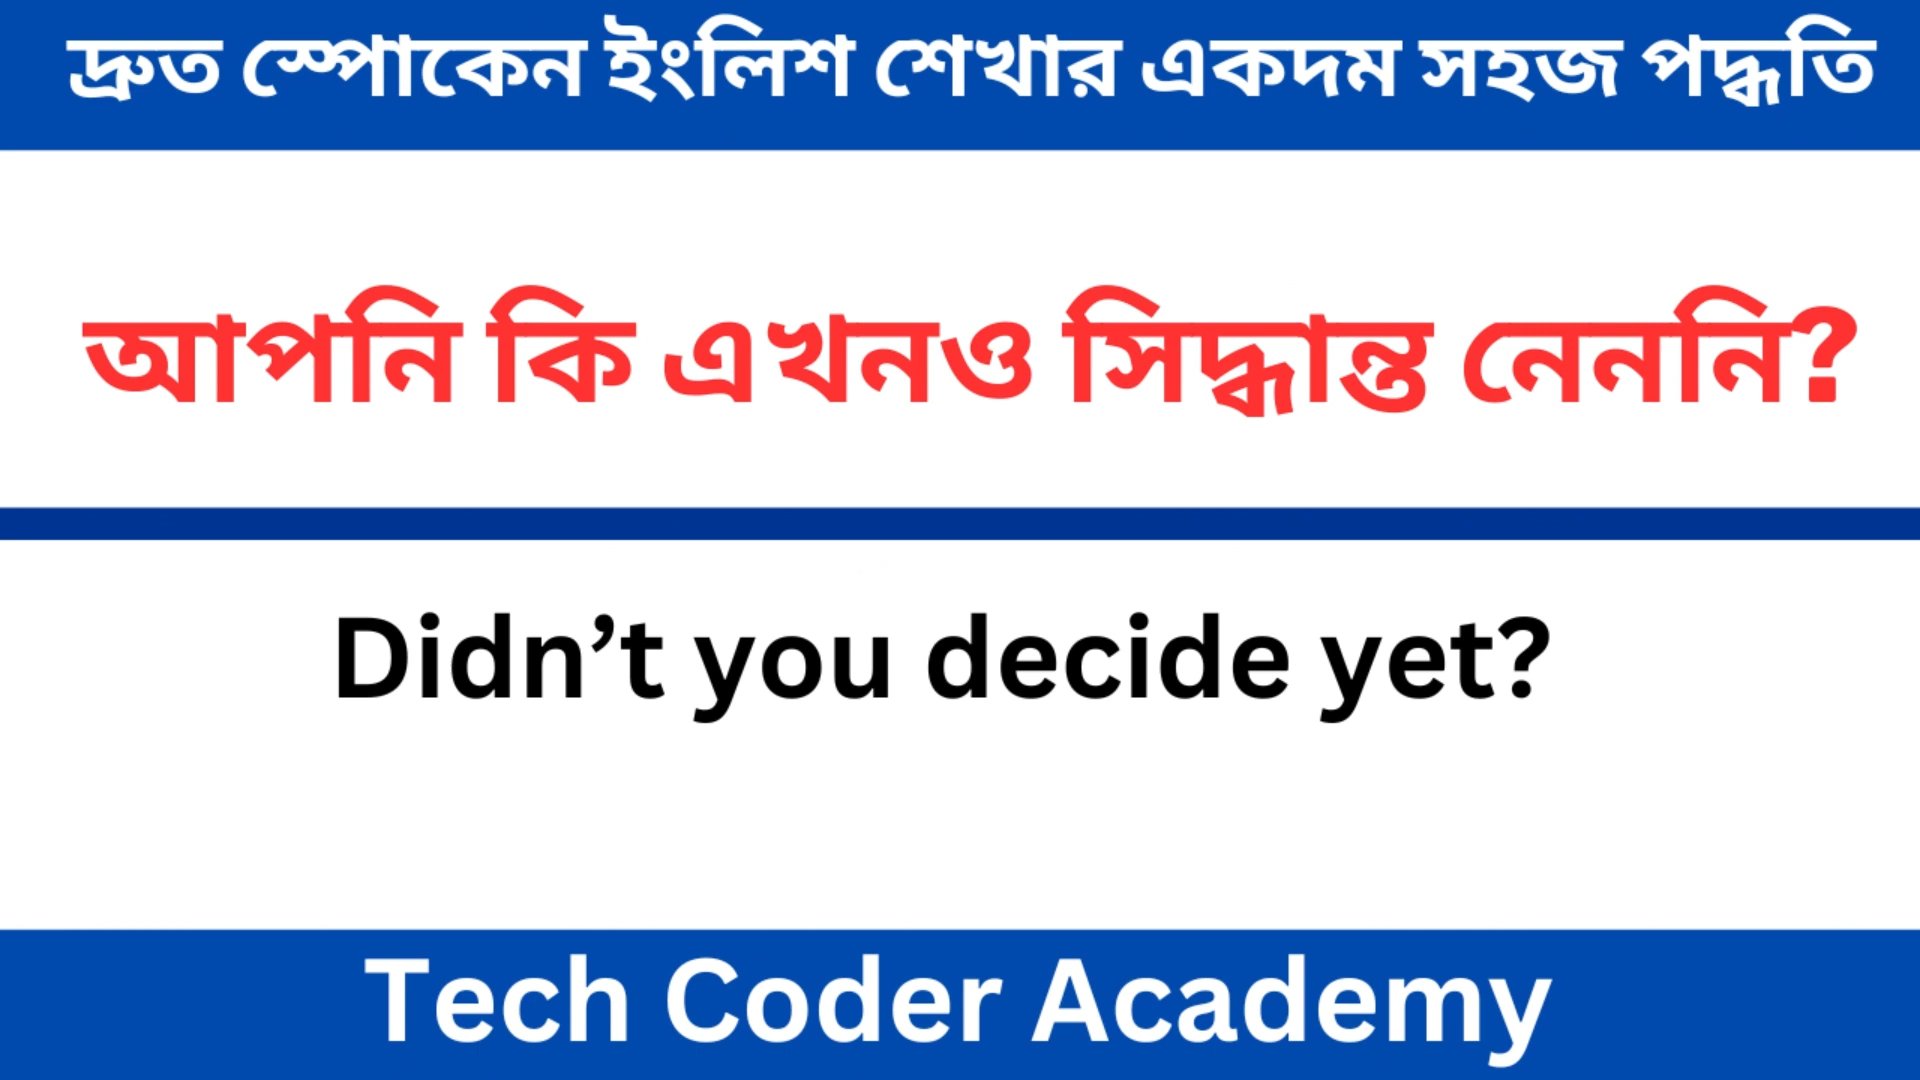 দ্রুত স্পোকেন ইংলিশ শেখার একদম সহজ পদ্ধতি
আপনি কি এখনও সিদ্ধান্ত নেননি?
Didn’t you decide yet?
Tech Coder Academy